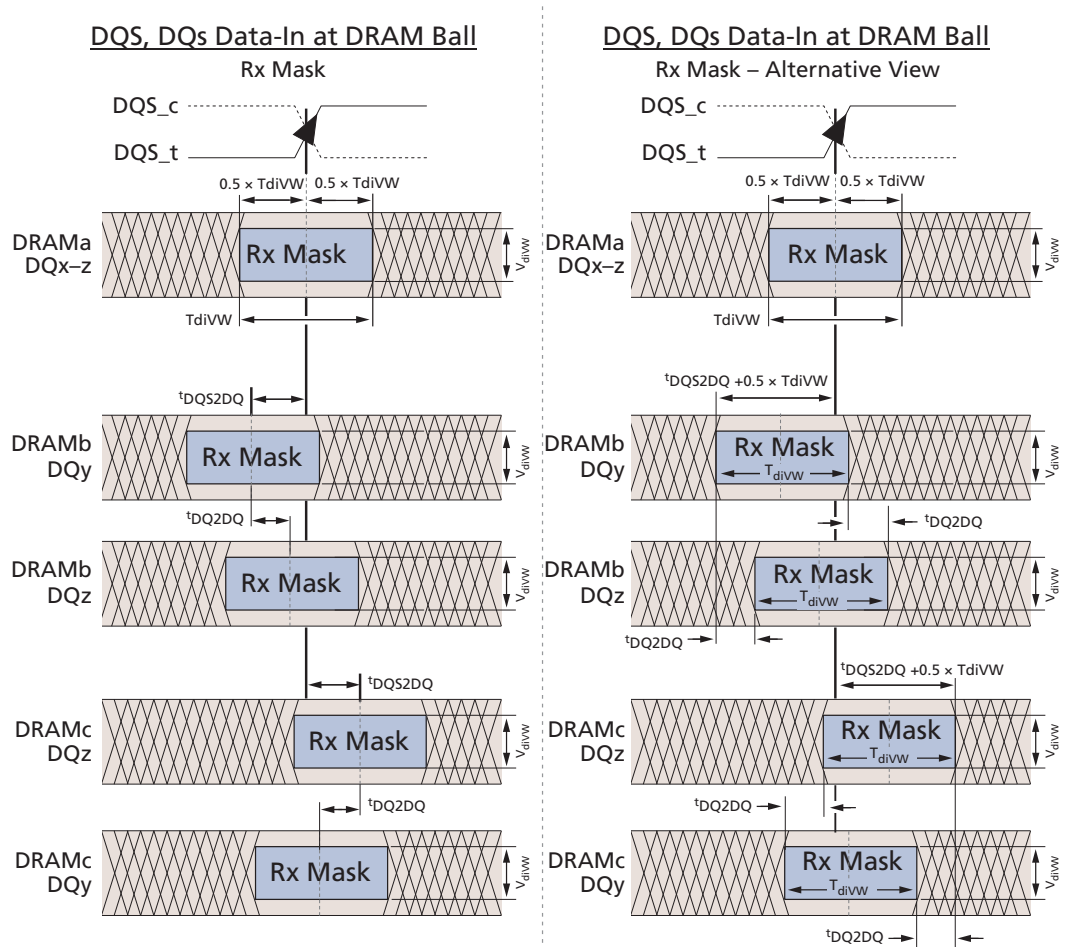 DQS, DQs Data-In at DRAM Ball
Rx Mask
DQS_c
DQS_t
0.5 × TdiVW 0.5 × TdiVW
DRAMa
DQx–z
Rx Mask
VdiVW
TdiVW
tDQS2DQ
DRAMb
DQy
Rx Mask
VdiVW
tDQ2DQ
DRAMb
DQz
Rx Mask
VdiVW
tDQS2DQ
DRAMc
DQz
Rx Mask
VdiVW
tDQ2DQ
DRAMc
DQy
Rx Mask
VdiVW
DQS, DQs Data-In at DRAM Ball
Rx Mask – Alternative View
DQS_c
DQS_t
0.5 × TdiVW 0.5 × TdiVW
DRAMa
DQx–z
Rx Mask
VdiVW
TdiVW
tDQS2DQ +0.5 × TdiVW
DRAMb
DQy
Rx Mask
TdiVW
VdiVW
tDQ2DQ
DRAMb
DQz
Rx Mask
TdiVW
VdiVW
tDQ2DQ
tDQS2DQ +0.5 × TdiVW
DRAMc
DQz
Rx Mask
TdiVW
VdiVW
tDQ2DQ
DRAMc
DQy
Rx Mask
TdiVW
VdiVW
tDQ2DQ